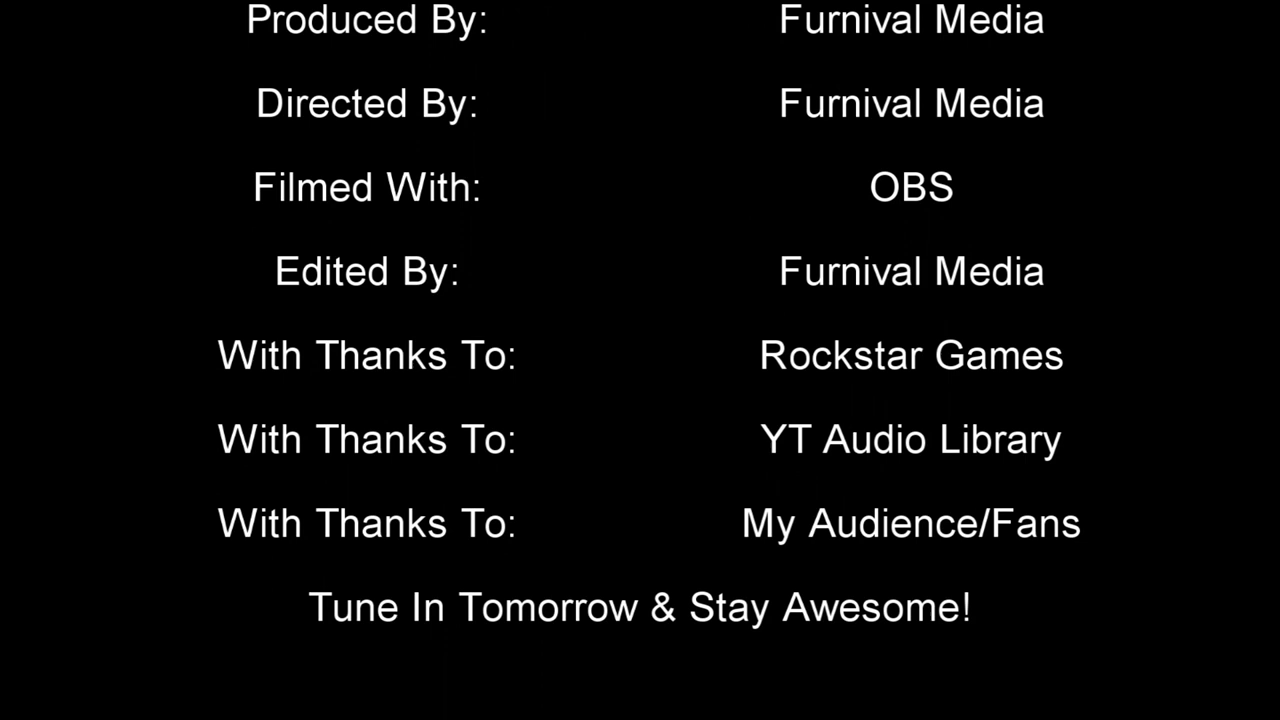 Produced By: Furnival Media
Directed By: Furnival Media
Filmed With: OBS
Edited By: Furnival Media
With Thanks To: Rockstar Games
With Thanks To: YT Audio Library
With Thanks To: My Audience/Fans
Tune In Tomorrow & Stay Awesome!